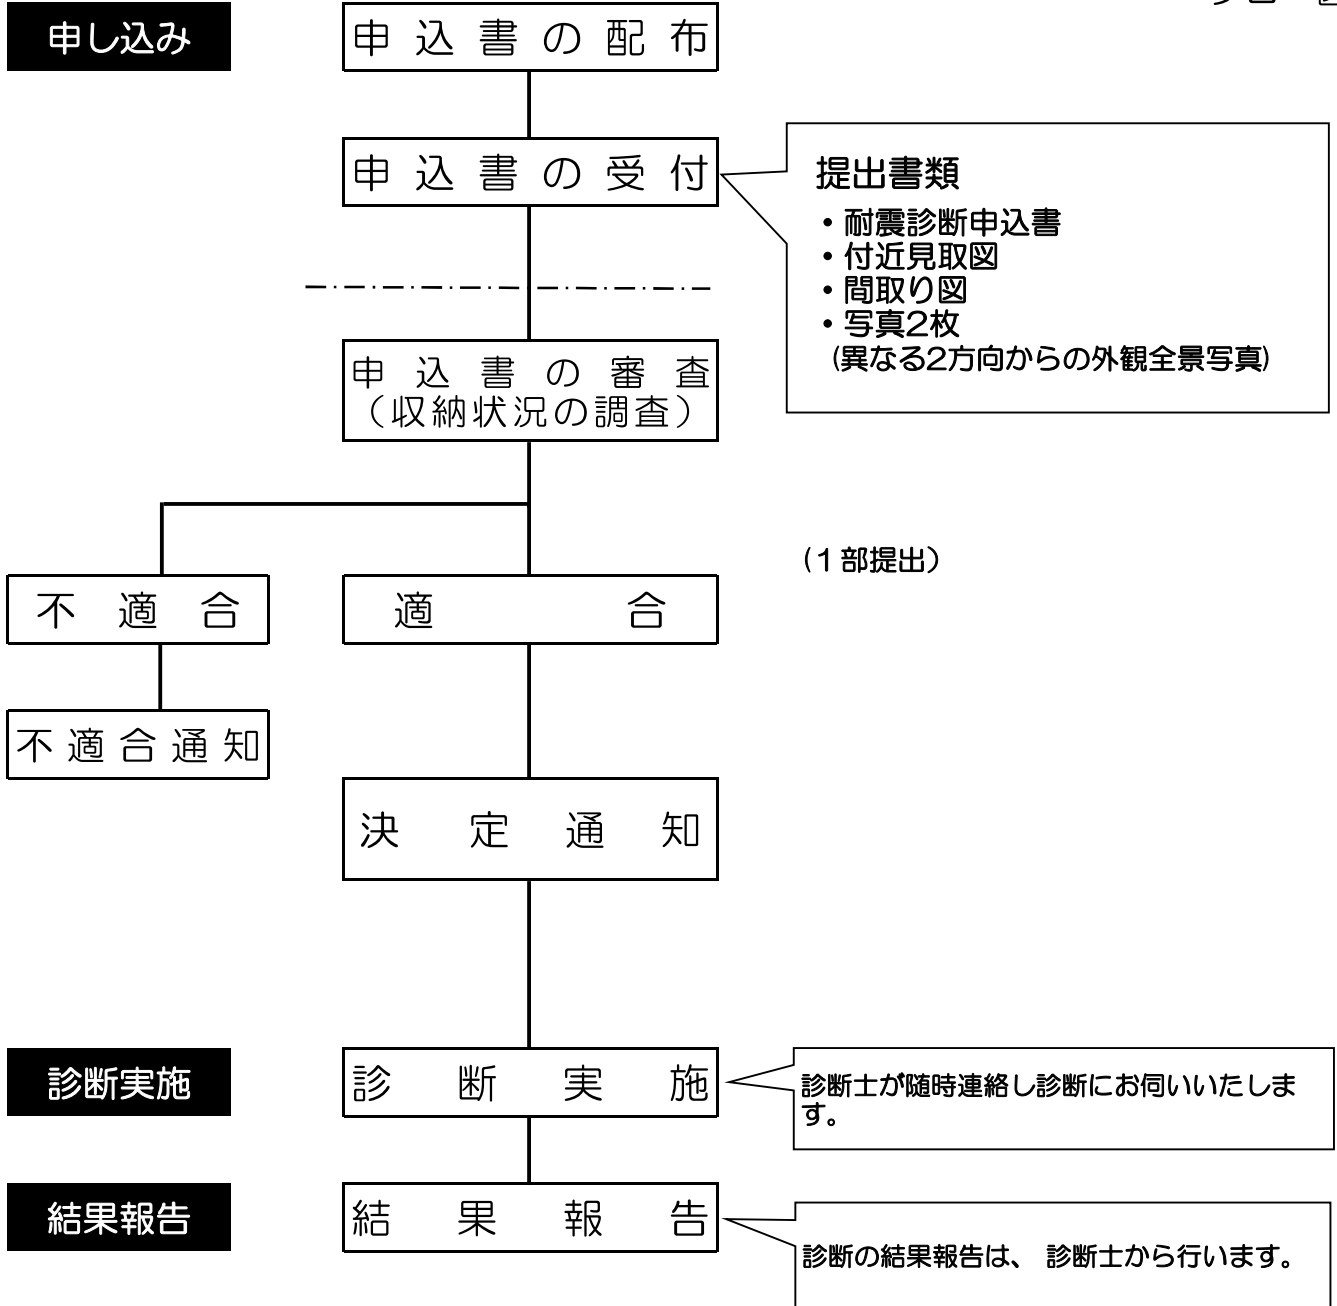 申し込み
申込書の配布
申込書の受付
提出書類
・耐震診断申込書
・付近見取図
・間取り図
・写真2枚
(異なる2方向からの外観全景写真)
申込書の審査
（収納状況の調査）
（1部提出）
不適合
適合
不適合通知
決定通知
診断実施
診断実施
診断士が随時連絡し診断にお伺いいたしま
す。
結果報告
結果報告
診断の結果報告は、 診断士から行います。